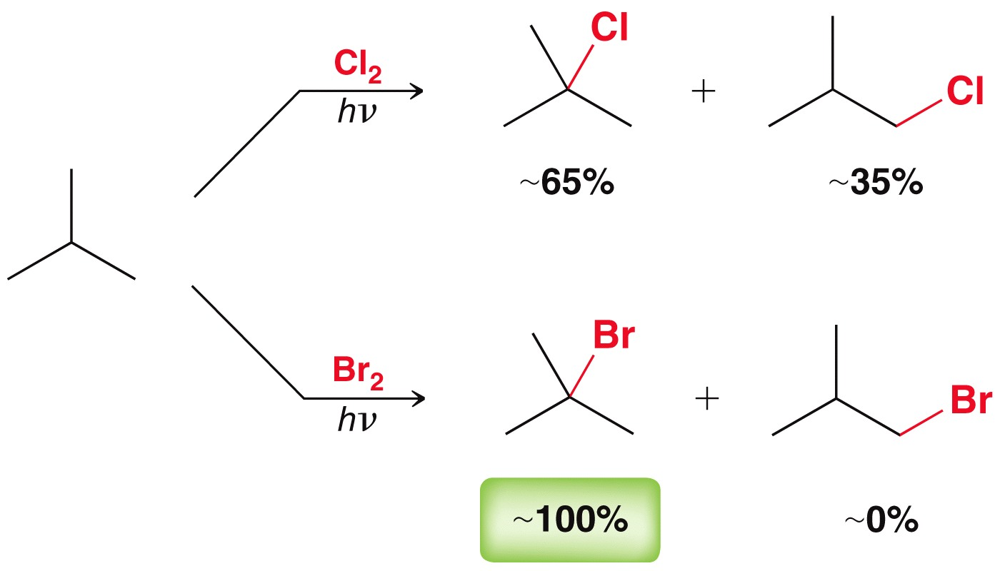 Cl₂
hν
Cl
+
Cl
~65%
~35%
Br₂
hν
Br
+
Br
~100%
~0%